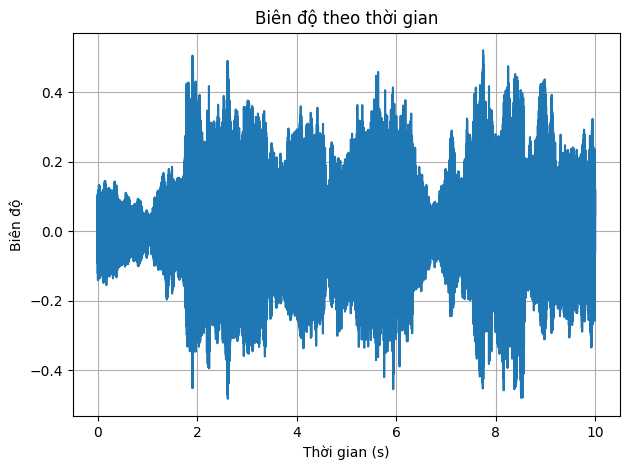 Biên độ theo thời gian
Biên độ
0.4
0.2
0.0
−0.2
−0.4
0 2 4 6 8 10
Thời gian (s)